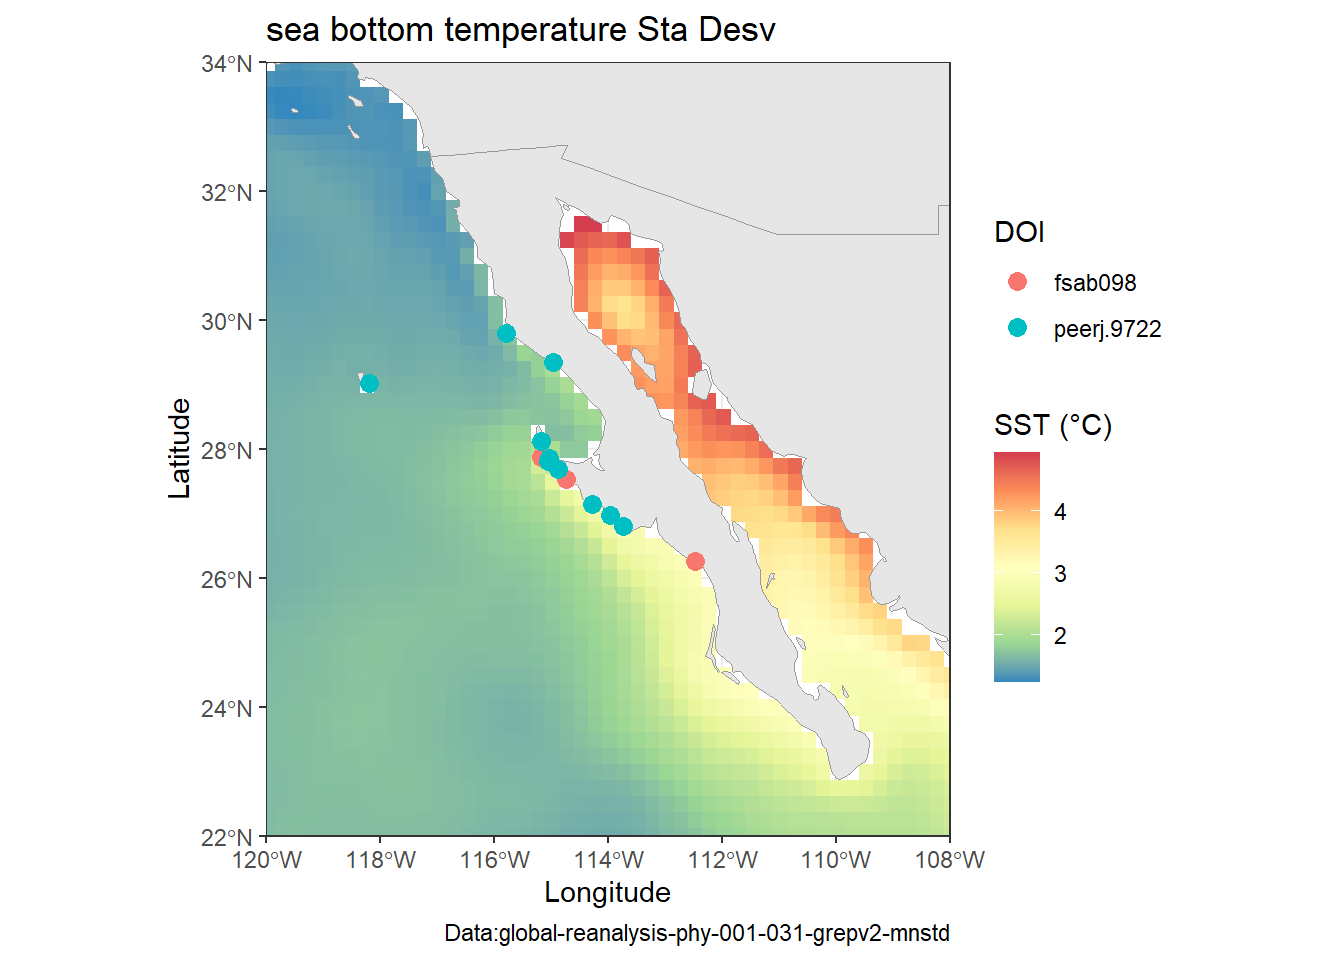 sea bottom temperature Sta Desv
34°N
32°N
30°N
28°N
26°N
24°N
22°N
Latitude
120°W 118°W 116°W 114°W 112°W 110°W 108°W
Longitude
Data:global-reanalysis-phy-001-031-grepv2-mnstd
DOI
fsab098
peerj.9722
SST (°C)
4
3
2